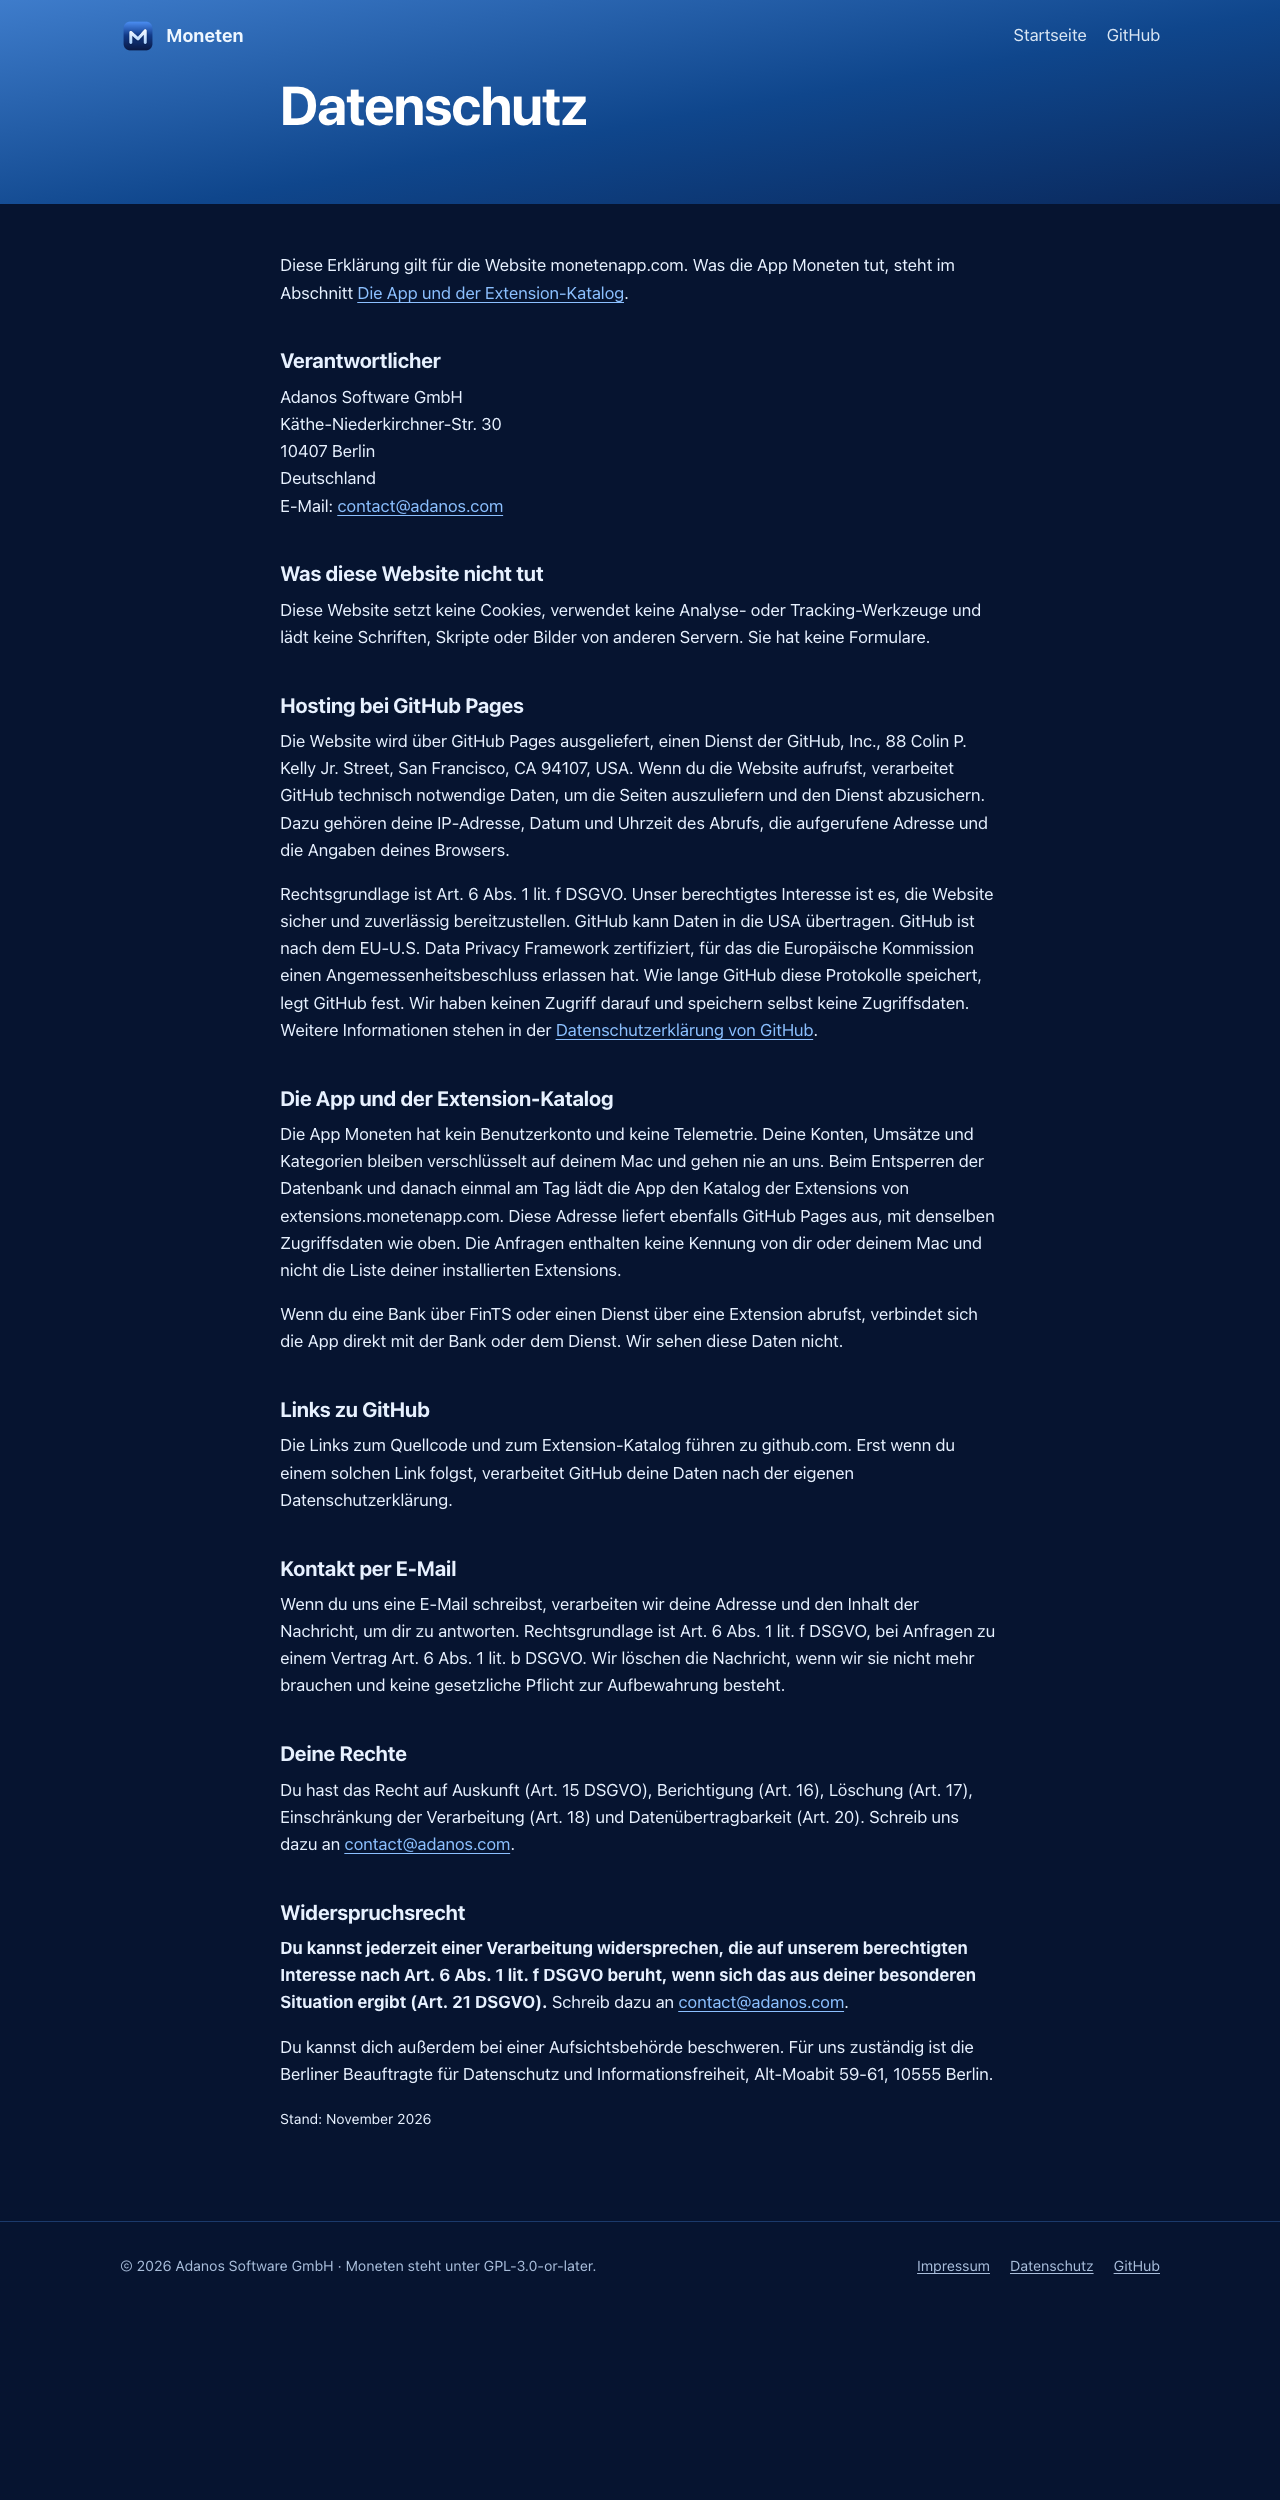 Moneten
Startseite GitHub
Datenschutz
Diese Erklärung gilt für die Website monetenapp.com. Was die App Moneten tut, steht im
Abschnitt Die App und der Extension-Katalog.
Verantwortlicher
Adanos Software GmbH
Käthe-Niederkirchner-Str. 30
10407 Berlin
Deutschland
E-Mail: contact@adanos.com
Was diese Website nicht tut
Diese Website setzt keine Cookies, verwendet keine Analyse- oder Tracking-Werkzeuge und
lädt keine Schriften, Skripte oder Bilder von anderen Servern. Sie hat keine Formulare.
Hosting bei GitHub Pages
Die Website wird über GitHub Pages ausgeliefert, einen Dienst der GitHub, Inc., 88 Colin P.
Kelly Jr. Street, San Francisco, CA 94107, USA. Wenn du die Website aufrufst, verarbeitet
GitHub technisch notwendige Daten, um die Seiten auszuliefern und den Dienst abzusichern.
Dazu gehören deine IP-Adresse, Datum und Uhrzeit des Abrufs, die aufgerufene Adresse und
die Angaben deines Browsers.
Rechtsgrundlage ist Art. 6 Abs. 1 lit. f DSGVO. Unser berechtigtes Interesse ist es, die Website
sicher und zuverlässig bereitzustellen. GitHub kann Daten in die USA übertragen. GitHub ist
nach dem EU-U.S. Data Privacy Framework zertifiziert, für das die Europäische Kommission
einen Angemessenheitsbeschluss erlassen hat. Wie lange GitHub diese Protokolle speichert,
legt GitHub fest. Wir haben keinen Zugriff darauf und speichern selbst keine Zugriffsdaten.
Weitere Informationen stehen in der Datenschutzerklärung von GitHub.
Die App und der Extension-Katalog
Die App Moneten hat kein Benutzerkonto und keine Telemetrie. Deine Konten, Umsätze und
Kategorien bleiben verschlüsselt auf deinem Mac und gehen nie an uns. Beim Entsperren der
Datenbank und danach einmal am Tag lädt die App den Katalog der Extensions von
extensions.monetenapp.com. Diese Adresse liefert ebenfalls GitHub Pages aus, mit denselben
Zugriffsdaten wie oben. Die Anfragen enthalten keine Kennung von dir oder deinem Mac und
nicht die Liste deiner installierten Extensions.
Wenn du eine Bank über FinTS oder einen Dienst über eine Extension abrufst, verbindet sich
die App direkt mit der Bank oder dem Dienst. Wir sehen diese Daten nicht.
Links zu GitHub
Die Links zum Quellcode und zum Extension-Katalog führen zu github.com. Erst wenn du
einem solchen Link folgst, verarbeitet GitHub deine Daten nach der eigenen
Datenschutzerklärung.
Kontakt per E-Mail
Wenn du uns eine E-Mail schreibst, verarbeiten wir deine Adresse und den Inhalt der
Nachricht, um dir zu antworten. Rechtsgrundlage ist Art. 6 Abs. 1 lit. f DSGVO, bei Anfragen zu
einem Vertrag Art. 6 Abs. 1 lit. b DSGVO. Wir löschen die Nachricht, wenn wir sie nicht mehr
brauchen und keine gesetzliche Pflicht zur Aufbewahrung besteht.
Deine Rechte
Du hast das Recht auf Auskunft (Art. 15 DSGVO), Berichtigung (Art. 16), Löschung (Art. 17),
Einschränkung der Verarbeitung (Art. 18) und Datenübertragbarkeit (Art. 20). Schreib uns
dazu an contact@adanos.com.
Widerspruchsrecht
Du kannst jederzeit einer Verarbeitung widersprechen, die auf unserem berechtigten
Interesse nach Art. 6 Abs. 1 lit. f DSGVO beruht, wenn sich das aus deiner besonderen
Situation ergibt (Art. 21 DSGVO). Schreib dazu an contact@adanos.com.
Du kannst dich außerdem bei einer Aufsichtsbehörde beschweren. Für uns zuständig ist die
Berliner Beauftragte für Datenschutz und Informationsfreiheit, Alt-Moabit 59-61, 10555 Berlin.
Stand: November 2026
© 2026 Adanos Software GmbH · Moneten steht unter GPL-3.0-or-later.
Impressum Datenschutz GitHub